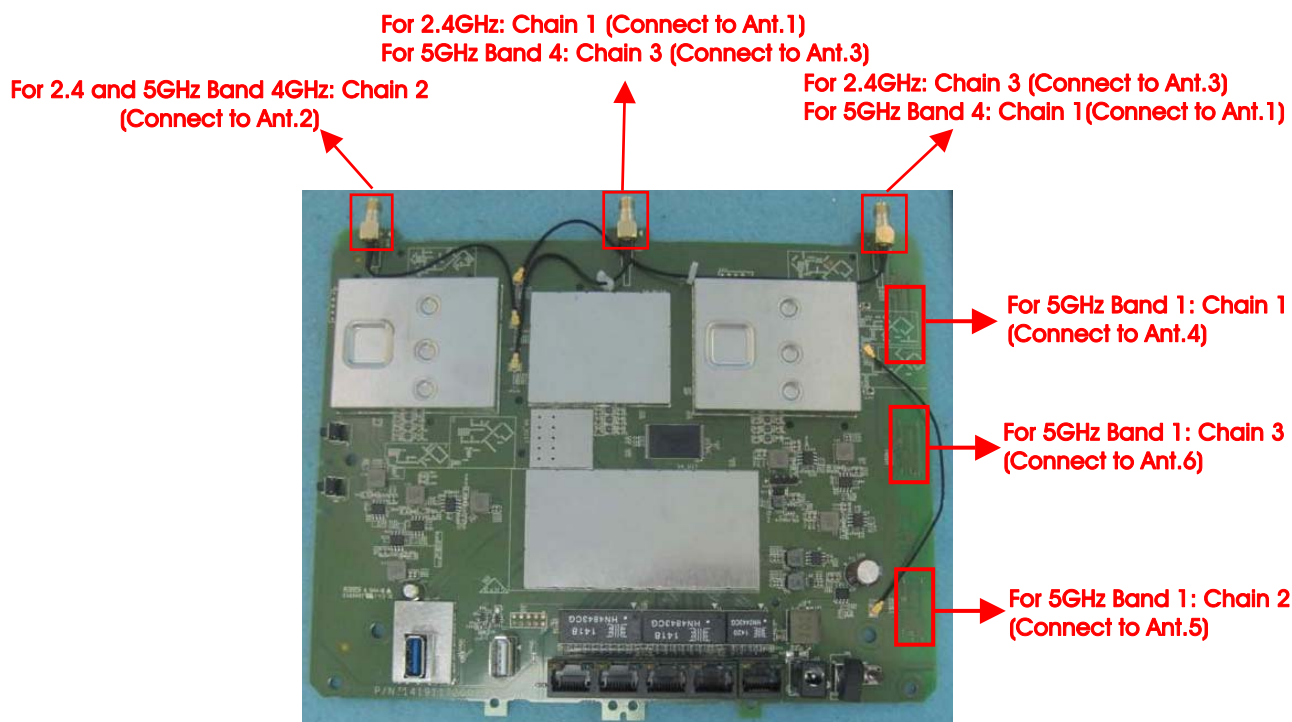 For 2.4GHz: Chain 1 (Connect to Ant.1)
For 5GHz Band 4: Chain 3 (Connect to Ant.3)
For 2.4 and 5GHz Band 4GHz: Chain 2
(Connect to Ant.2)
For 2.4GHz: Chain 3 (Connect to Ant.3)
For 5GHz Band 4: Chain 1(Connect to Ant.1)
For 5GHz Band 1: Chain 1
(Connect to Ant.4)
For 5GHz Band 1: Chain 3
(Connect to Ant.6)
For 5GHz Band 1: Chain 2
(Connect to Ant.5)
1418
HN4843CG
1418
HN4843CG
1420